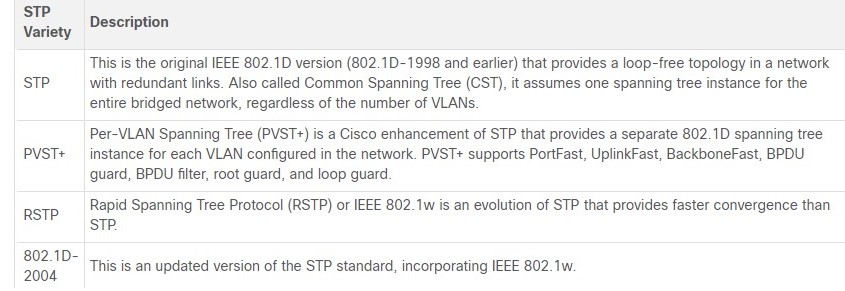 STP
Variety
Description
STP
This is the original IEEE 802.1D version (802.1D-1998 and earlier) that provides a loop-free topology in a network
with redundant links. Also called Common Spanning Tree (CST), it assumes one spanning tree instance for the
entire bridged network, regardless of the number of VLANs.
PVST+
Per-VLAN Spanning Tree (PVST+) is a Cisco enhancement of STP that provides a separate 802.1D spanning tree
instance for each VLAN configured in the network. PVST+ supports PortFast, UplinkFast, BackboneFast, BPDU
guard, BPDU filter, root guard, and loop guard.
RSTP
Rapid Spanning Tree Protocol (RSTP) or IEEE 802.1w is an evolution of STP that provides faster convergence than
STP.
802.1D-
2004
This is an updated version of the STP standard, incorporating IEEE 802.1w.